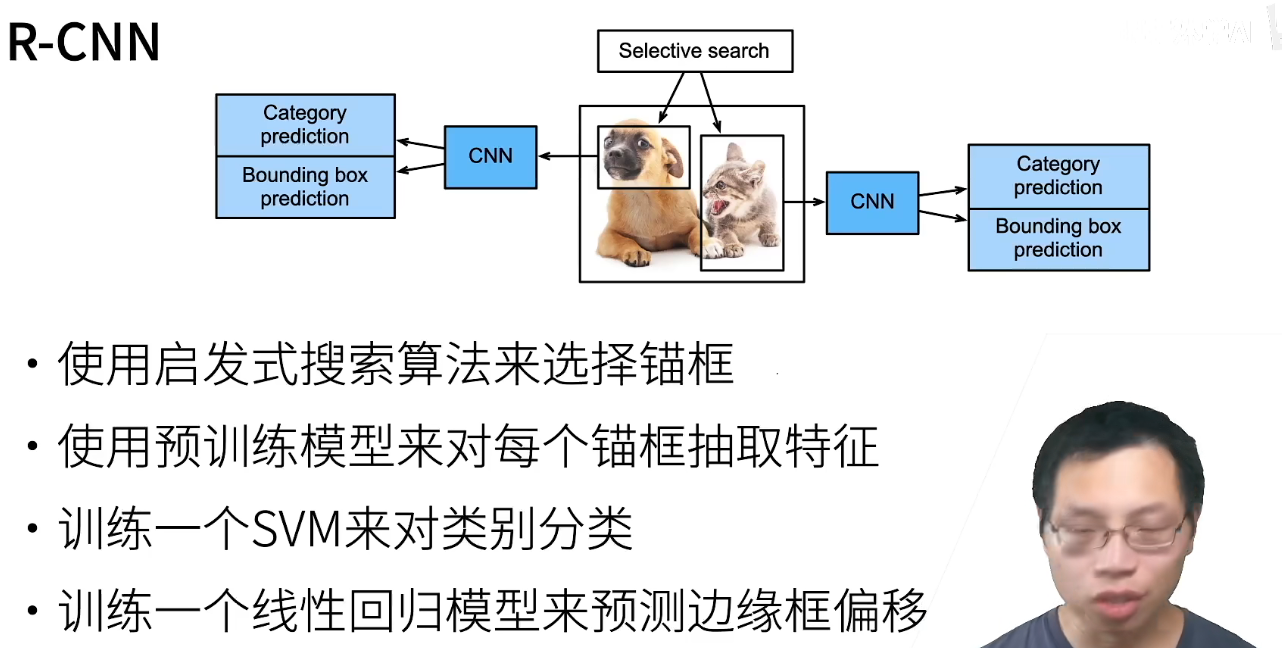 R-CNN
Selective search
Category
prediction
Bounding box
prediction
CNN
CNN
Category
prediction
Bounding box
prediction
• 使用启发式搜索算法来选择锚框
• 使用预训练模型来对每个锚框抽取特征
• 训练一个SVM来对类别分类
• 训练一个线性回归模型来预测边缘框偏移